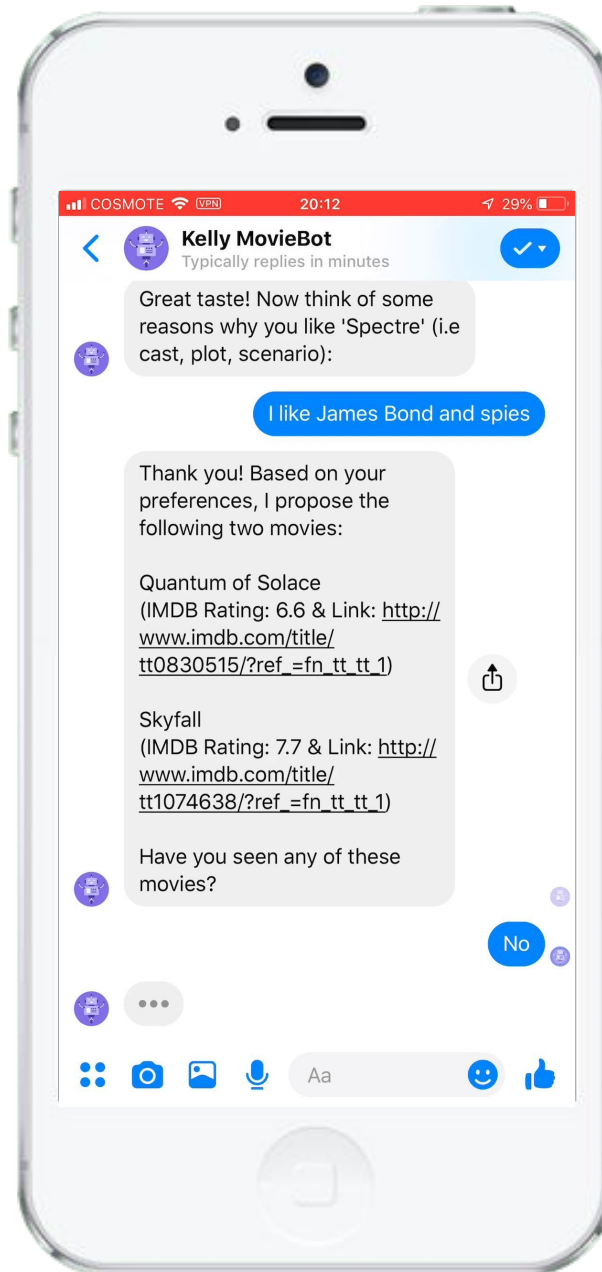 COSMOTE VPN 20:12 29%
Kelly MovieBot
Typically replies in minutes
Great taste! Now think of some
reasons why you like 'Spectre' (i.e
cast, plot, scenario):
I like James Bond and spies
Thank you! Based on your
preferences, I propose the
following two movies:
Quantum of Solace
(IMDB Rating: 6.6 & Link: http://
www.imdb.com/title/
tt0830515/?ref_=fn_tt_tt_1)
Skyfall
(IMDB Rating: 7.7 & Link: http://
www.imdb.com/title/
tt1074638/?ref_=fn_tt_tt_1)
Have you seen any of these
movies?
No
Aa